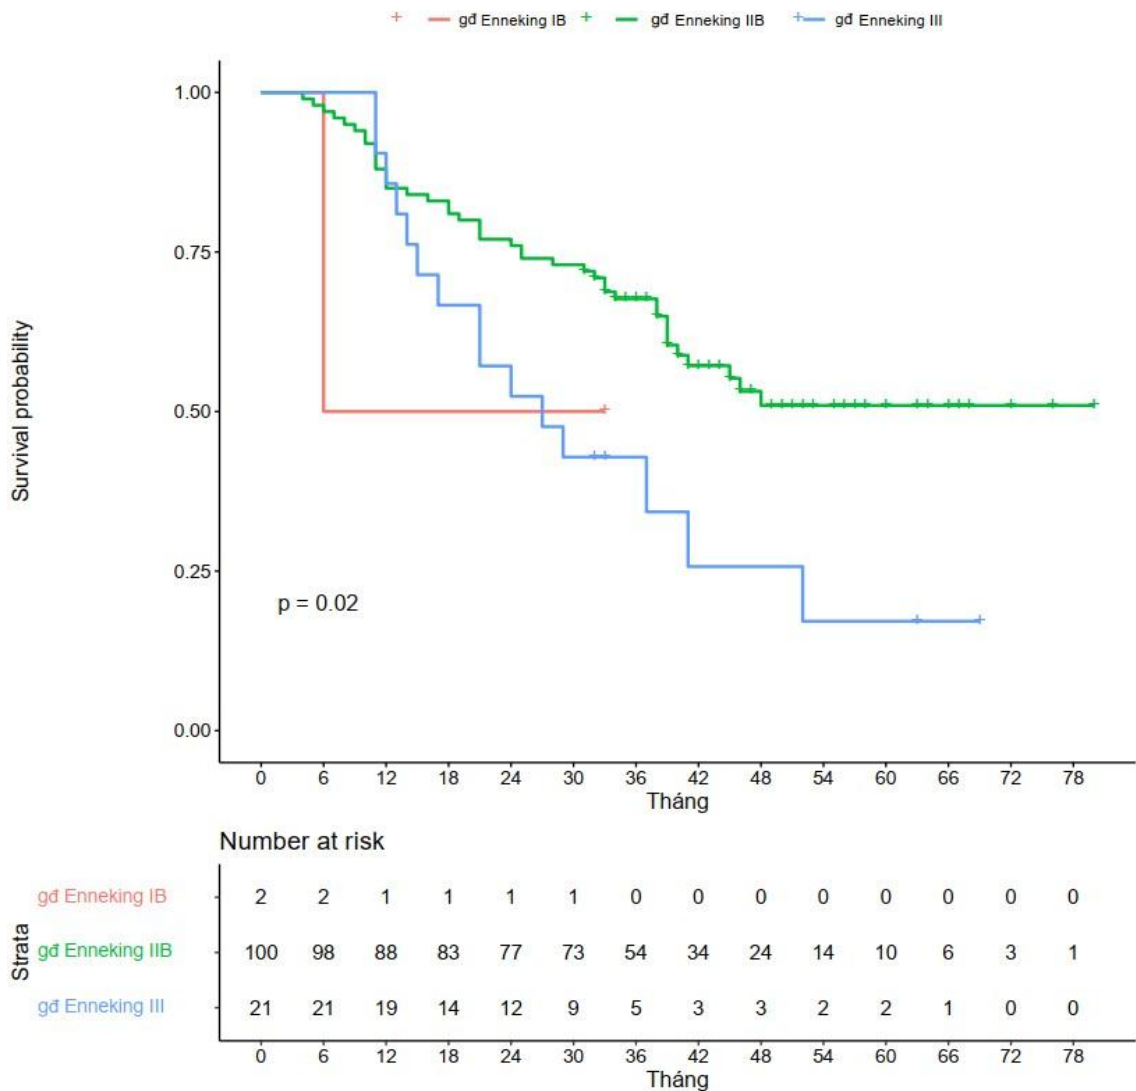 gđ Enneking IB gđ Enneking IIB gđ Enneking III
Survival probability
1.00
0.75
0.50
0.25
0.00
p = 0.02
0 6 12 18 24 30 36 42 48 54 60 66 72 78
Tháng
Number at risk
Strata
gđ Enneking IB 2 2 1 1 1 1 0 0 0 0 0 0 0 0
gđ Enneking IIB 100 98 88 83 77 73 54 34 24 14 10 6 3 1
gđ Enneking III 21 21 19 14 12 9 5 3 3 2 2 1 0 0
0 6 12 18 24 30 36 42 48 54 60 66 72 78
Tháng